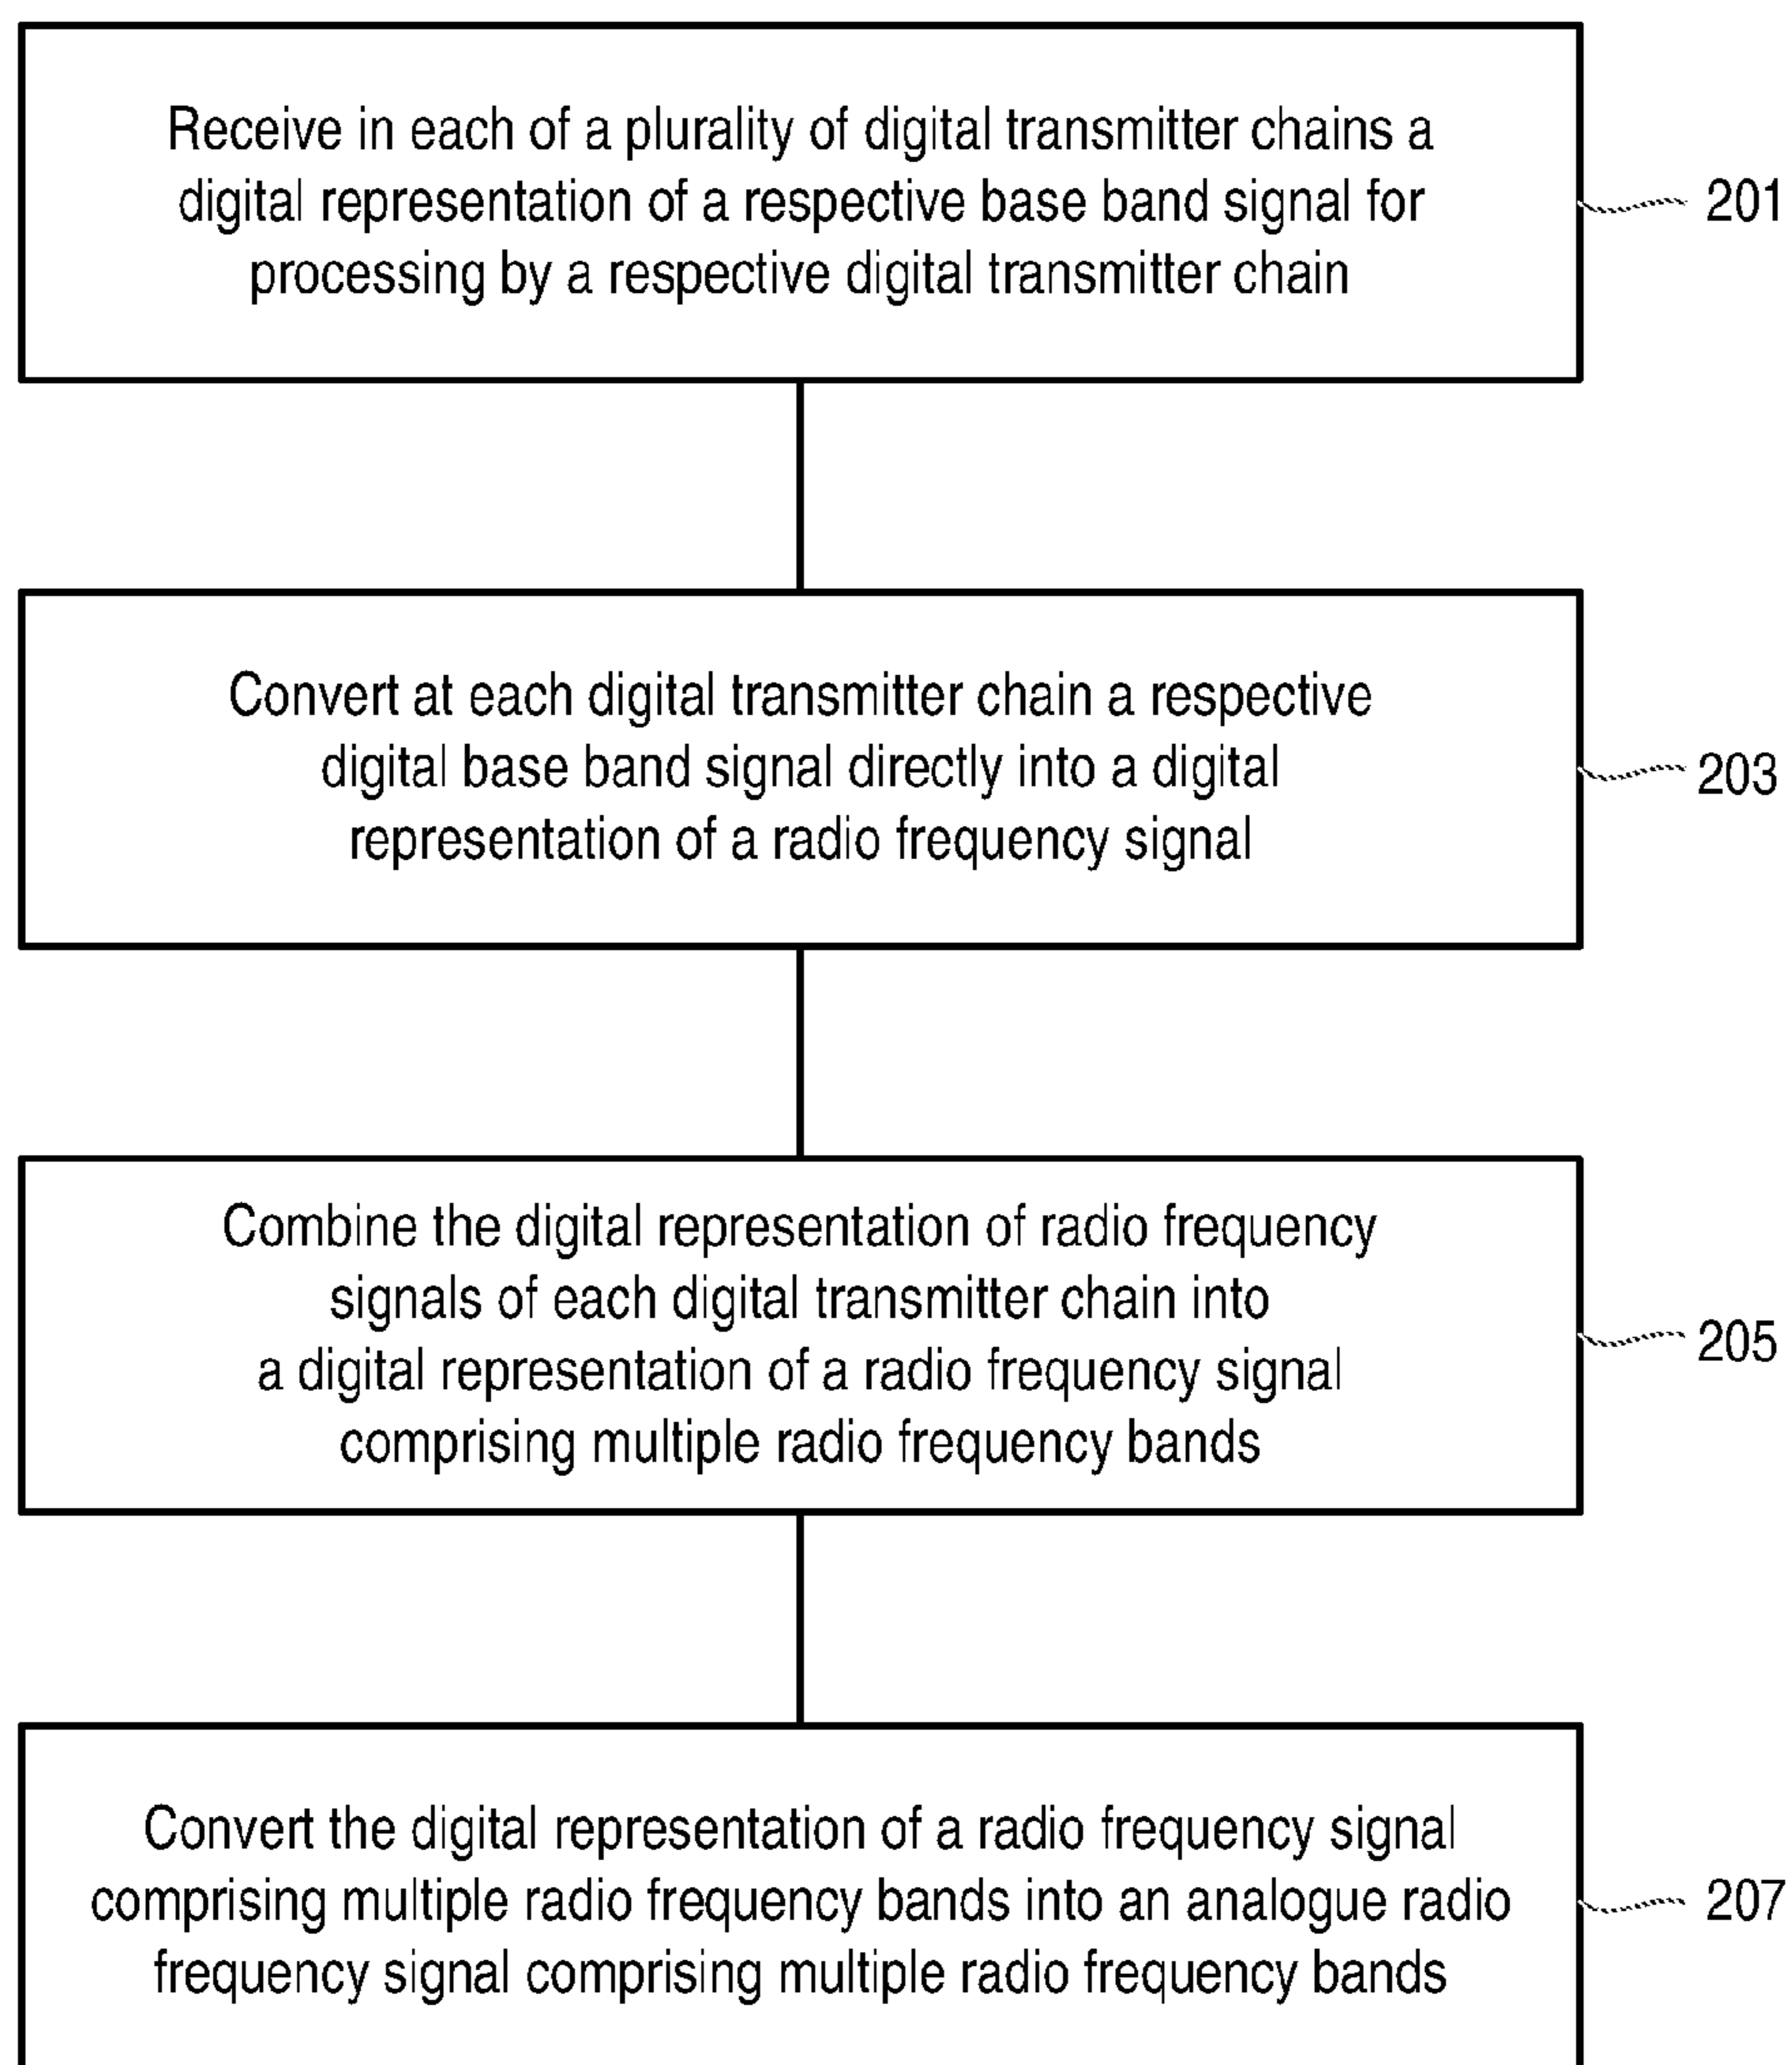 Receive in each of a plurality of digital transmitter chains a
digital representation of a respective base band signal for
processing by a respective digital transmitter chain
201
Convert at each digital transmitter chain a respective
digital base band signal directly into a digital
representation of a radio frequency signal
203
Combine the digital representation of radio frequency
signals of each digital transmitter chain into
a digital representation of a radio frequency signal
comprising multiple radio frequency bands
205
Convert the digital representation of a radio frequency signal
comprising multiple radio frequency bands into an analogue radio
frequency signal comprising multiple radio frequency bands
207